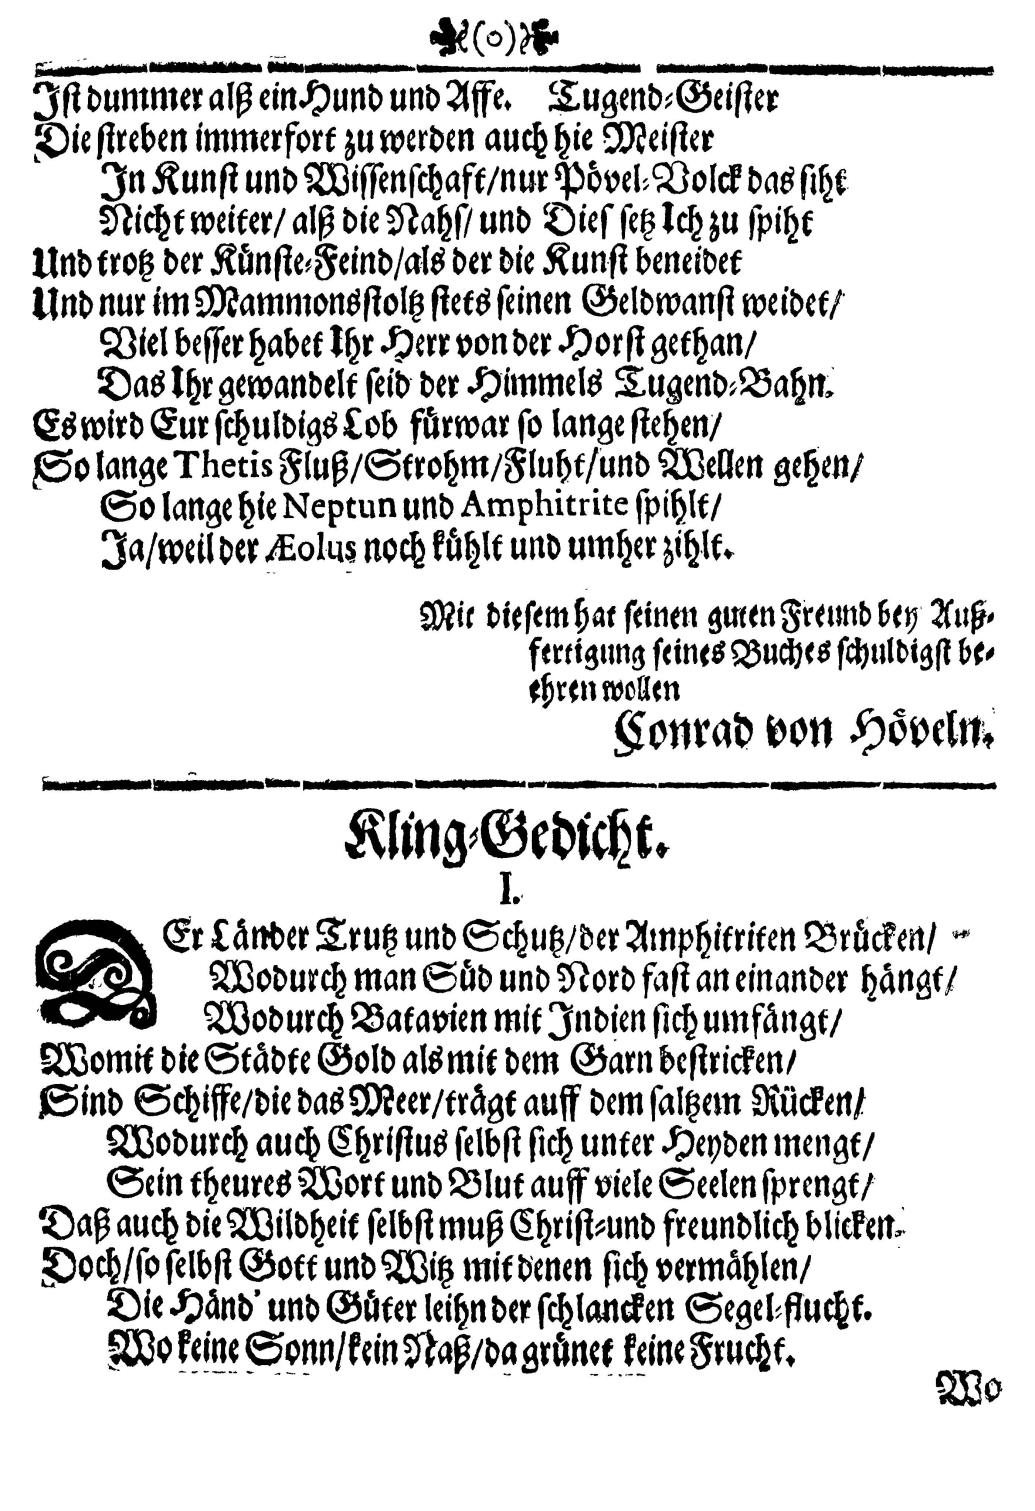 (o)
Ist dummer alß ein Hund und Affe. Tugend-Geister
Die streben immerfort zu werden auch hie Meister
In Kunst und Wissenschaft/nur Pövel-Volck das siht
Nicht weiter/ alß die Nahs/ und Dies setz Ich zu spiht
Und trotz der Künste-Feind/als der die Kunst beneidet
Und nur im Mammonsstoltz stets seinen Geldwanst weidet/
Viel besser habet Ihr Herr von der Horst gethan/
Das Ihr gewandelt seid der Himmels Tugend-Bahn.
Es wird Eur schuldigs Lob fürwar so lange stehen/
So lange Thetis Fluß/Strohm/Fluht/und Wellen gehen/
So lange hie Neptun und Amphitrite spihlt/
Ja/weil der Æolus noch kühlt und umher zihlt.
Mit diesem hat seinen guten Freund bey Auß-
fertigung seines Buches schuldigst be-
ehren wollen
Conrad von Höveln.
Kling-Gedicht.
I.
DEr Länder Trutz und Schutz/der Amphitriten Brücken/
Wodurch man Süd und Nord fast an einander hängt/
Wodurch Batavien mit Indien sich umfängt/
Womit die Städte Gold als mit dem Garn bestricken/
Sind Schiffe/die das Meer/trägt auff dem saltzem Rücken/
Wodurch auch Christus selbst sich unter Heyden mengt/
Sein theures Wort und Blut auff viele Seelen sprengt/
Daß auch die Wildheit selbst muß Christ-und freundlich blicken.
Doch/so selbst Gott und Witz mit denen sich vermählen/
Die Händ' und Güter leihn der schlancken Segel-flucht.
Wo keine Sonn/kein Naß/da grünet keine Frucht.
Wo